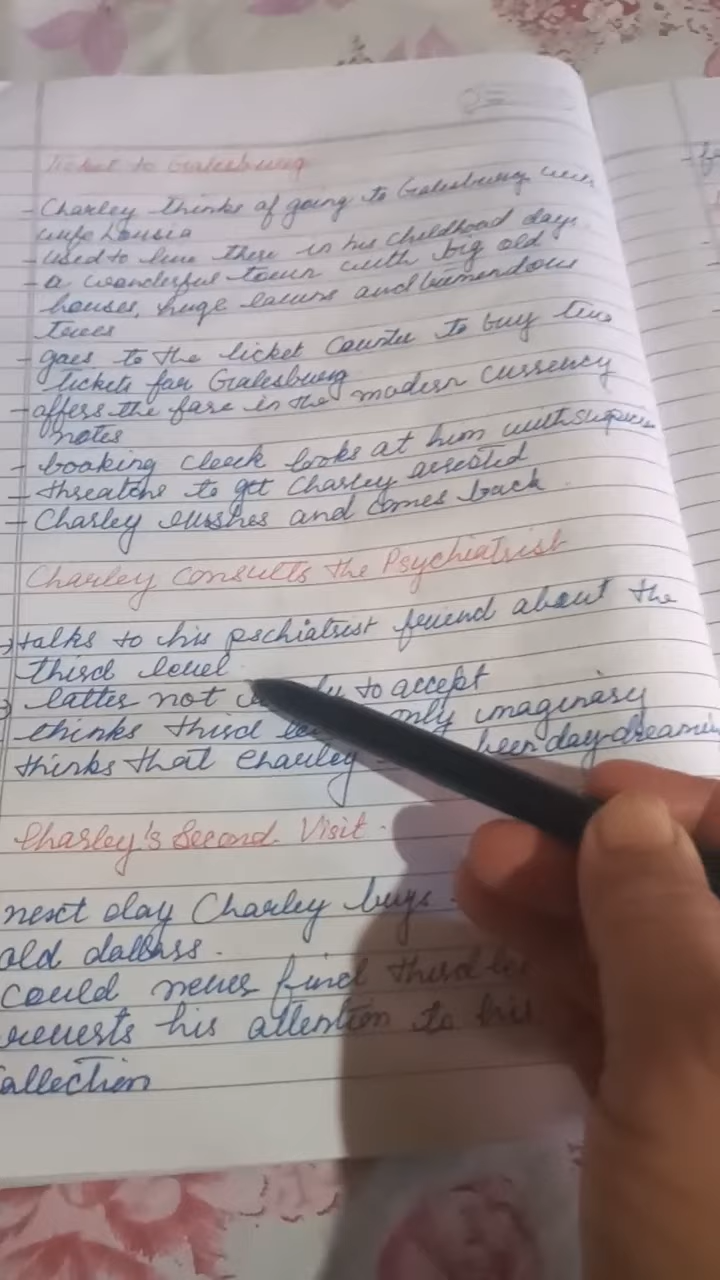 Ticket to Galesburg
- Charley thinks of going to Galesburg with
wife Lousia
- used to live there in his childhood days
- a wonderful town with big old
houses, huge lawns and tremendous
trees
- goes to the ticket counter to buy two
tickets for Galesburg
- offers the fare in the modern currency
notes
- booking clerk looks at him with
- threatens to get Charley arrested
- Charley rushes and comes back
Charley Consults the Psychiatrist
talks to his pschiatrist friend about the
third level
latter not to accept
thinks third only imaginary
thinks that Charley been day-dreaming
Charley's Second Visit.
next day Charley buys
old dollars.
could never find third
reverts his attention to his